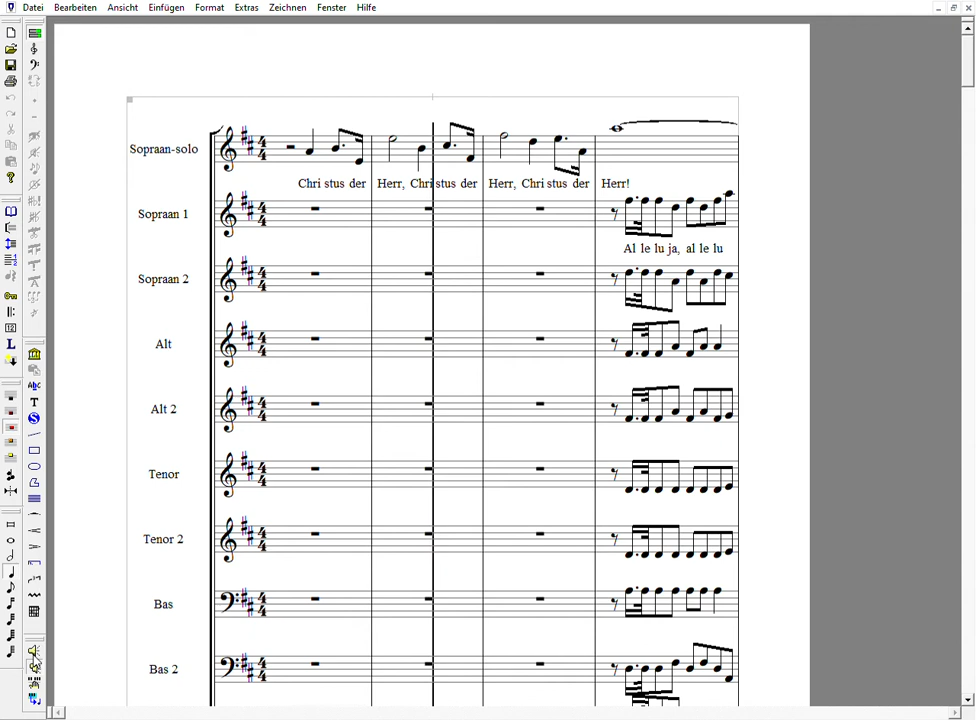 Datei Bearbeiten Ansicht Einfügen Format Extras Zeichnen Fenster Hilfe
Sopraan-solo
Chri stus der Herr, Chri stus der Herr, Chri stus der Herr!
Sopraan 1
Al le lu ja, al le lu
Sopraan 2
Alt
Alt 2
Tenor
Tenor 2
Bas
Bas 2